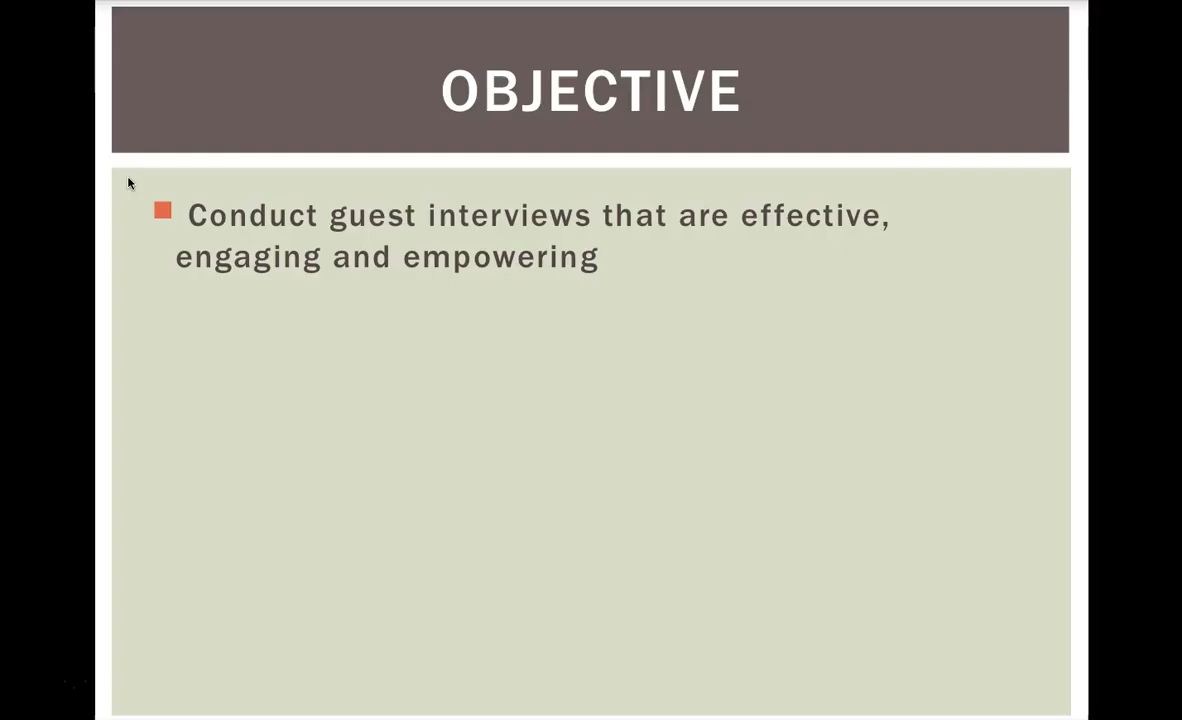 OBJECTIVE
Conduct guest interviews that are effective,
engaging and empowering